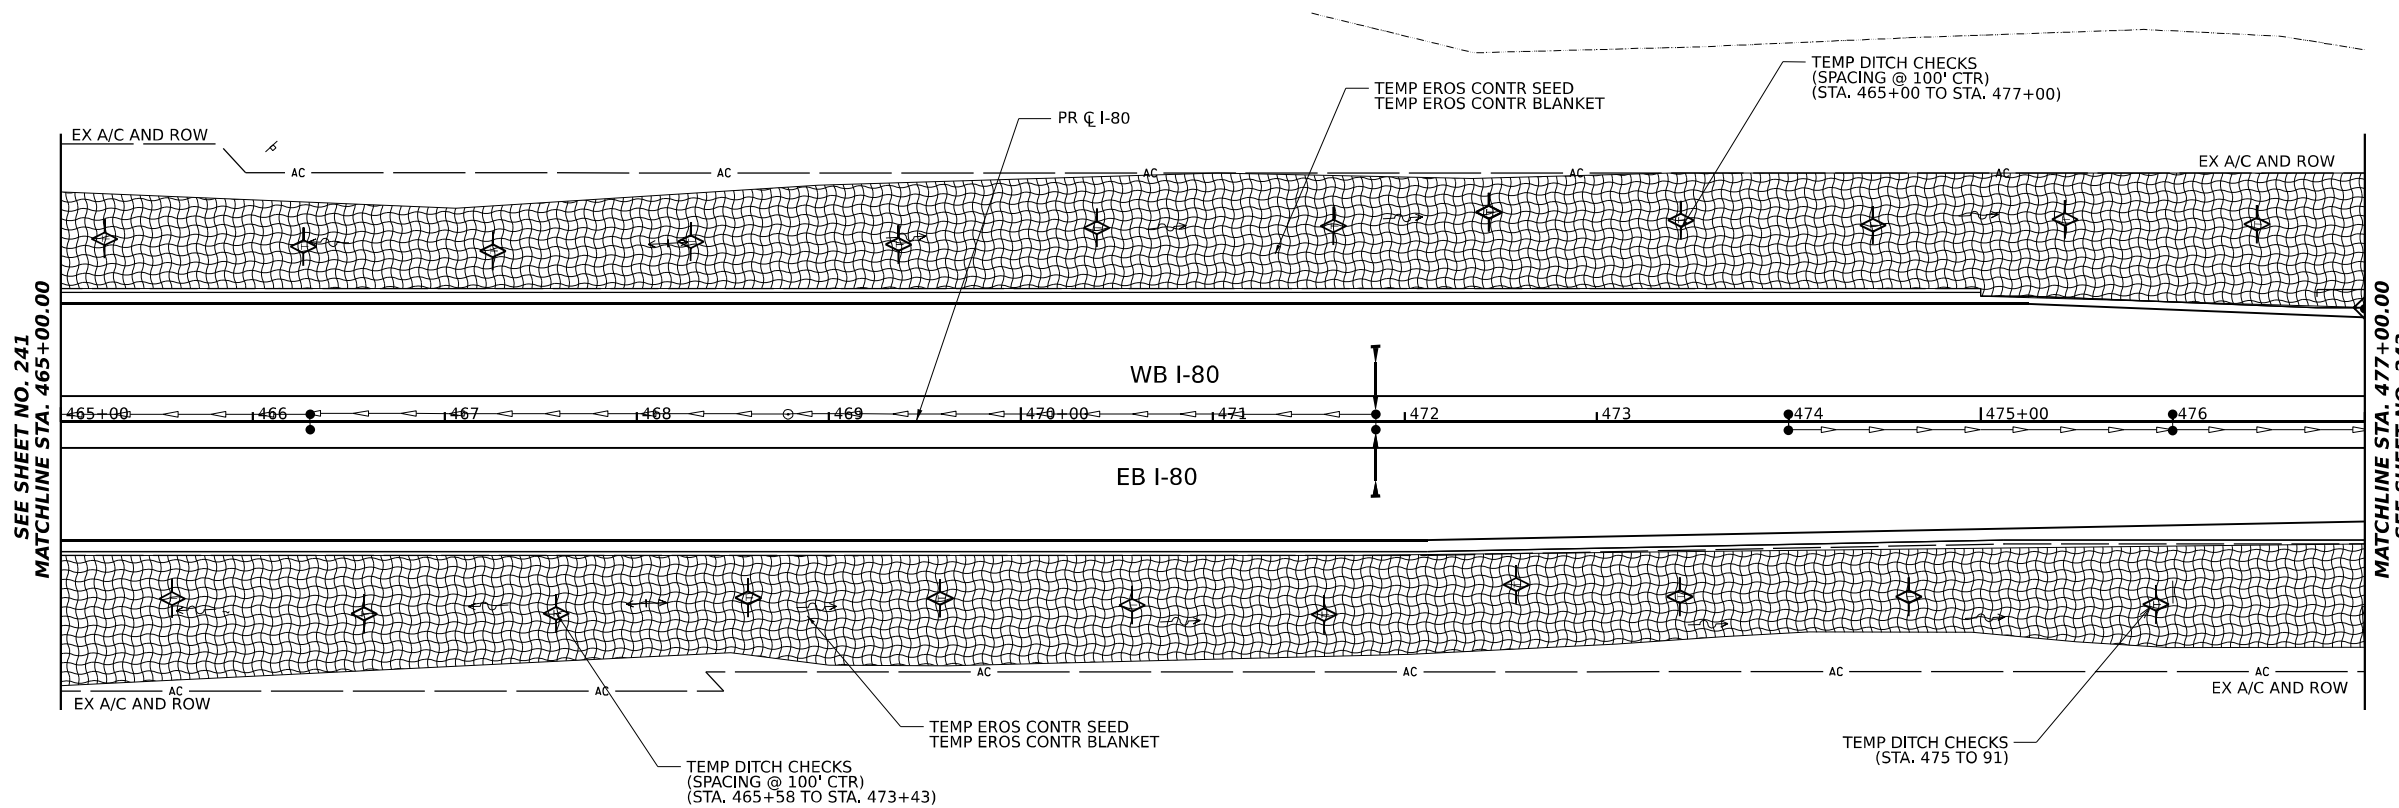 TEMP DITCH CHECKS
(SPACING @ 100' CTR)
(STA. 465+00 TO STA. 477+00)
TEMP EROS CONTR SEED
TEMP EROS CONTR BLANKET
PR ℄ I-80
EX A/C AND ROW
EX A/C AND ROW
AC
AC
AC
AC
AC
SEE SHEET NO. 241
MATCHLINE STA. 465+00.00
WB I-80
465+00 466 467 468 469 470+00 471 472 473 474 475+00 476
EB I-80
MATCHLINE STA. 477+00.00
SEE SHEET NO.
AC
AC
AC
AC
AC
AC
EX A/C AND ROW
EX A/C AND ROW
TEMP EROS CONTR SEED
TEMP EROS CONTR BLANKET
TEMP DITCH CHECKS
(STA. 475 TO 91)
TEMP DITCH CHECKS
(SPACING @ 100' CTR)
(STA. 465+58 TO STA. 473+43)